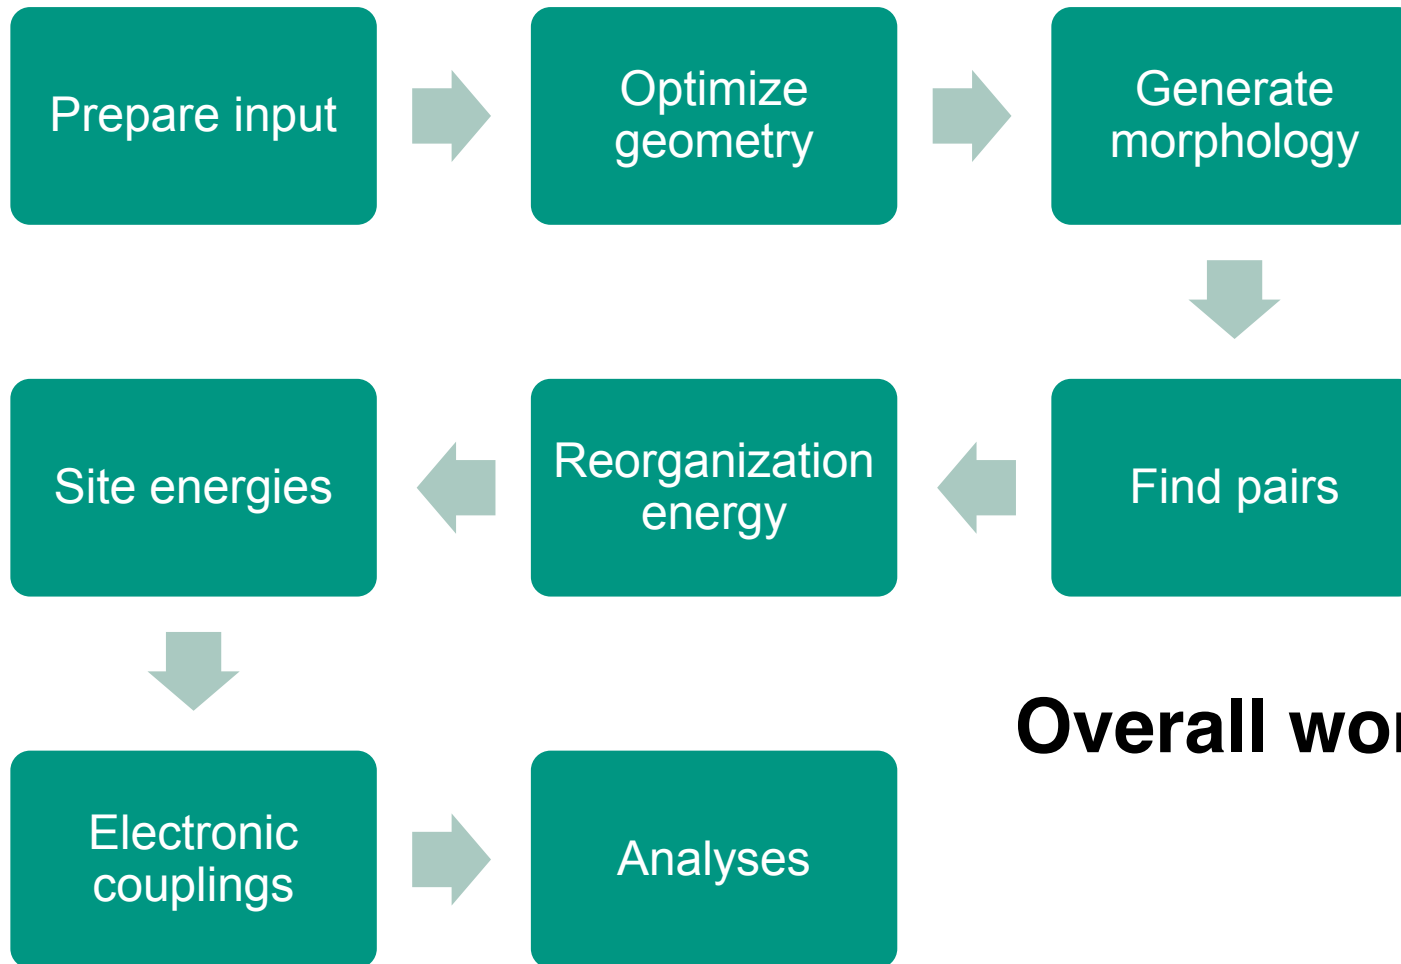 Prepare input
Optimize
geometry
Generate
morphology
Find pairs
Reorganization
energy
Site energies
Electronic
couplings
Analyses
Overall